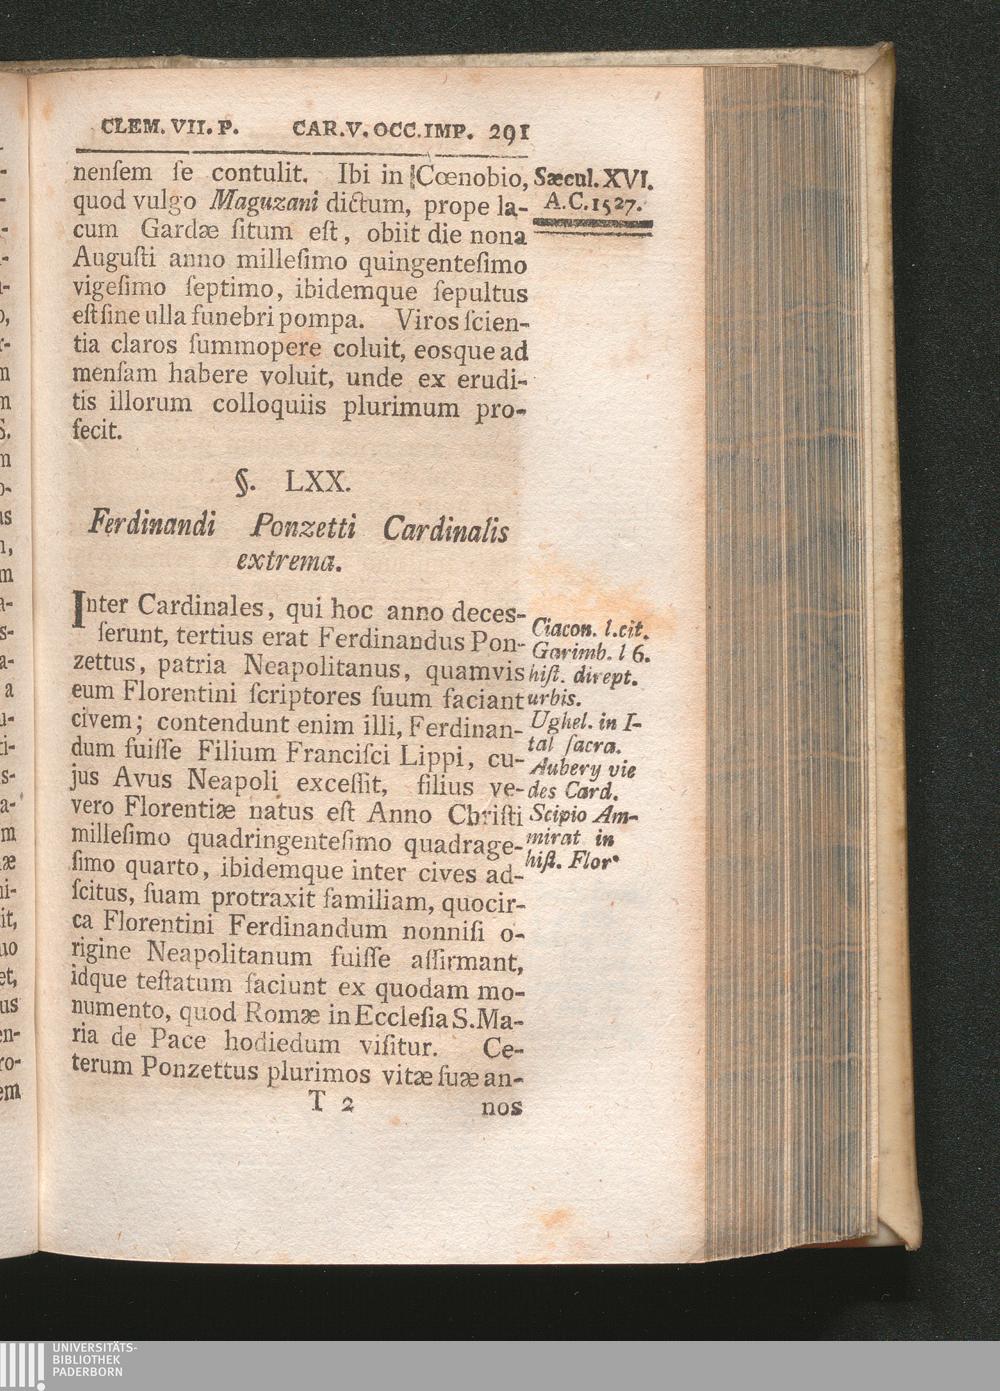 CLEM. VII. P. CAR. V. OCC. IMP. 291
nenſem ſe contulit. Ibi in Cœnobio,
quod vulgo Maguzani dictum, prope la-
cum Gardæ ſitum eſt, obiit die nona
Auguſti anno milleſimo quingenteſimo
vigeſimo ſeptimo, ibidemque ſepultus
eſt ſine ulla funebri pompa. Viros ſcien-
tia claros ſummopere coluit, eosque ad
menſam habere voluit, unde ex erudi-
tis illorum colloquiis plurimum pro-
fecit.
Sæcul. XVI.
A. C. 1527.
§. LXX.
Ferdinandi Ponzetti Cardinalis
extrema.
Inter Cardinales, qui hoc anno deces-
ſerunt, tertius erat Ferdinandus Pon-
zettus, patria Neapolitanus, quamvis
eum Florentini ſcriptores ſuum faciant
civem; contendunt enim illi, Ferdinan-
dum fuiſſe Filium Franciſci Lippi, cu-
jus Avus Neapoli exceſſit, filius ve-
vero Florentiæ natus eſt Anno Chriſti
milleſimo quadringenteſimo quadrage-
ſimo quarto, ibidemque inter cives ad-
ſcitus, ſuam protraxit familiam, quocir-
ca Florentini Ferdinandum nonniſi o-
rigine Neapolitanum fuiſſe aſſirmant,
idque teſtatum faciunt ex quodam mo-
numento, quod Romæ in Eccleſia S. Ma-
ria de Pace hodiedum viſitur. Ce-
terum Ponzettus plurimos vitæ ſuæ an-
Ciacon. l. cit.
Garimb. l 6.
hiſt. dirept.
urbis.
Ughel. in I-
tal ſacra.
Aubery vie
des Card.
Scipio Am-
mirat in
hiſt. Flor.
T 2 nos
UNIVERSITÄTS-
BIBLIOTHEK
PADERBORN